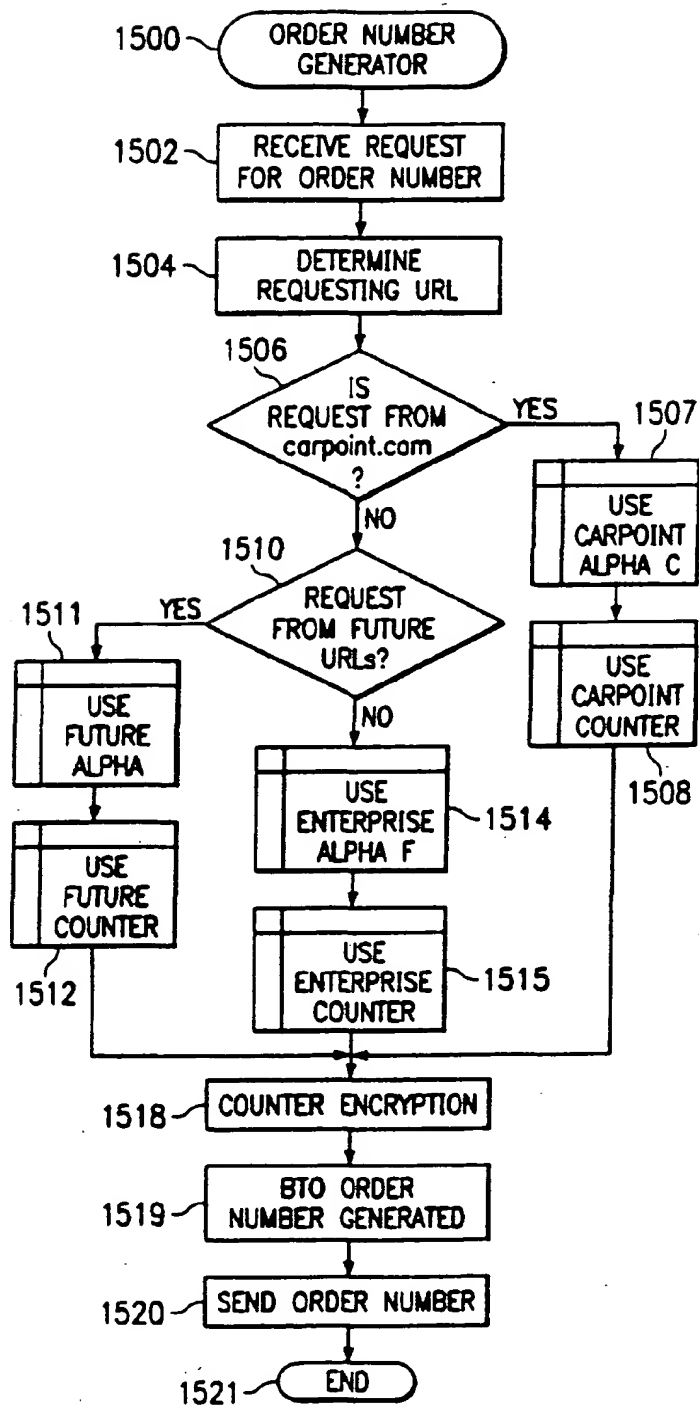 1500
ORDER NUMBER
GENERATOR
1502
RECEIVE REQUEST
FOR ORDER NUMBER
1504
DETERMINE
REQUESTING URL
1506
IS
REQUEST FROM
carpoint.com
?
YES
NO
1507
USE
CARPOINT
ALPHA C
USE
CARPOINT
COUNTER
1508
1510
REQUEST
FROM FUTURE
URLs?
YES
NO
1511
USE
FUTURE
ALPHA
USE
FUTURE
COUNTER
1512
USE
ENTERPRISE
ALPHA F
1514
USE
ENTERPRISE
COUNTER
1515
1518
COUNTER ENCRYPTION
1519
BTO ORDER
NUMBER GENERATED
1520
SEND ORDER NUMBER
1521
END